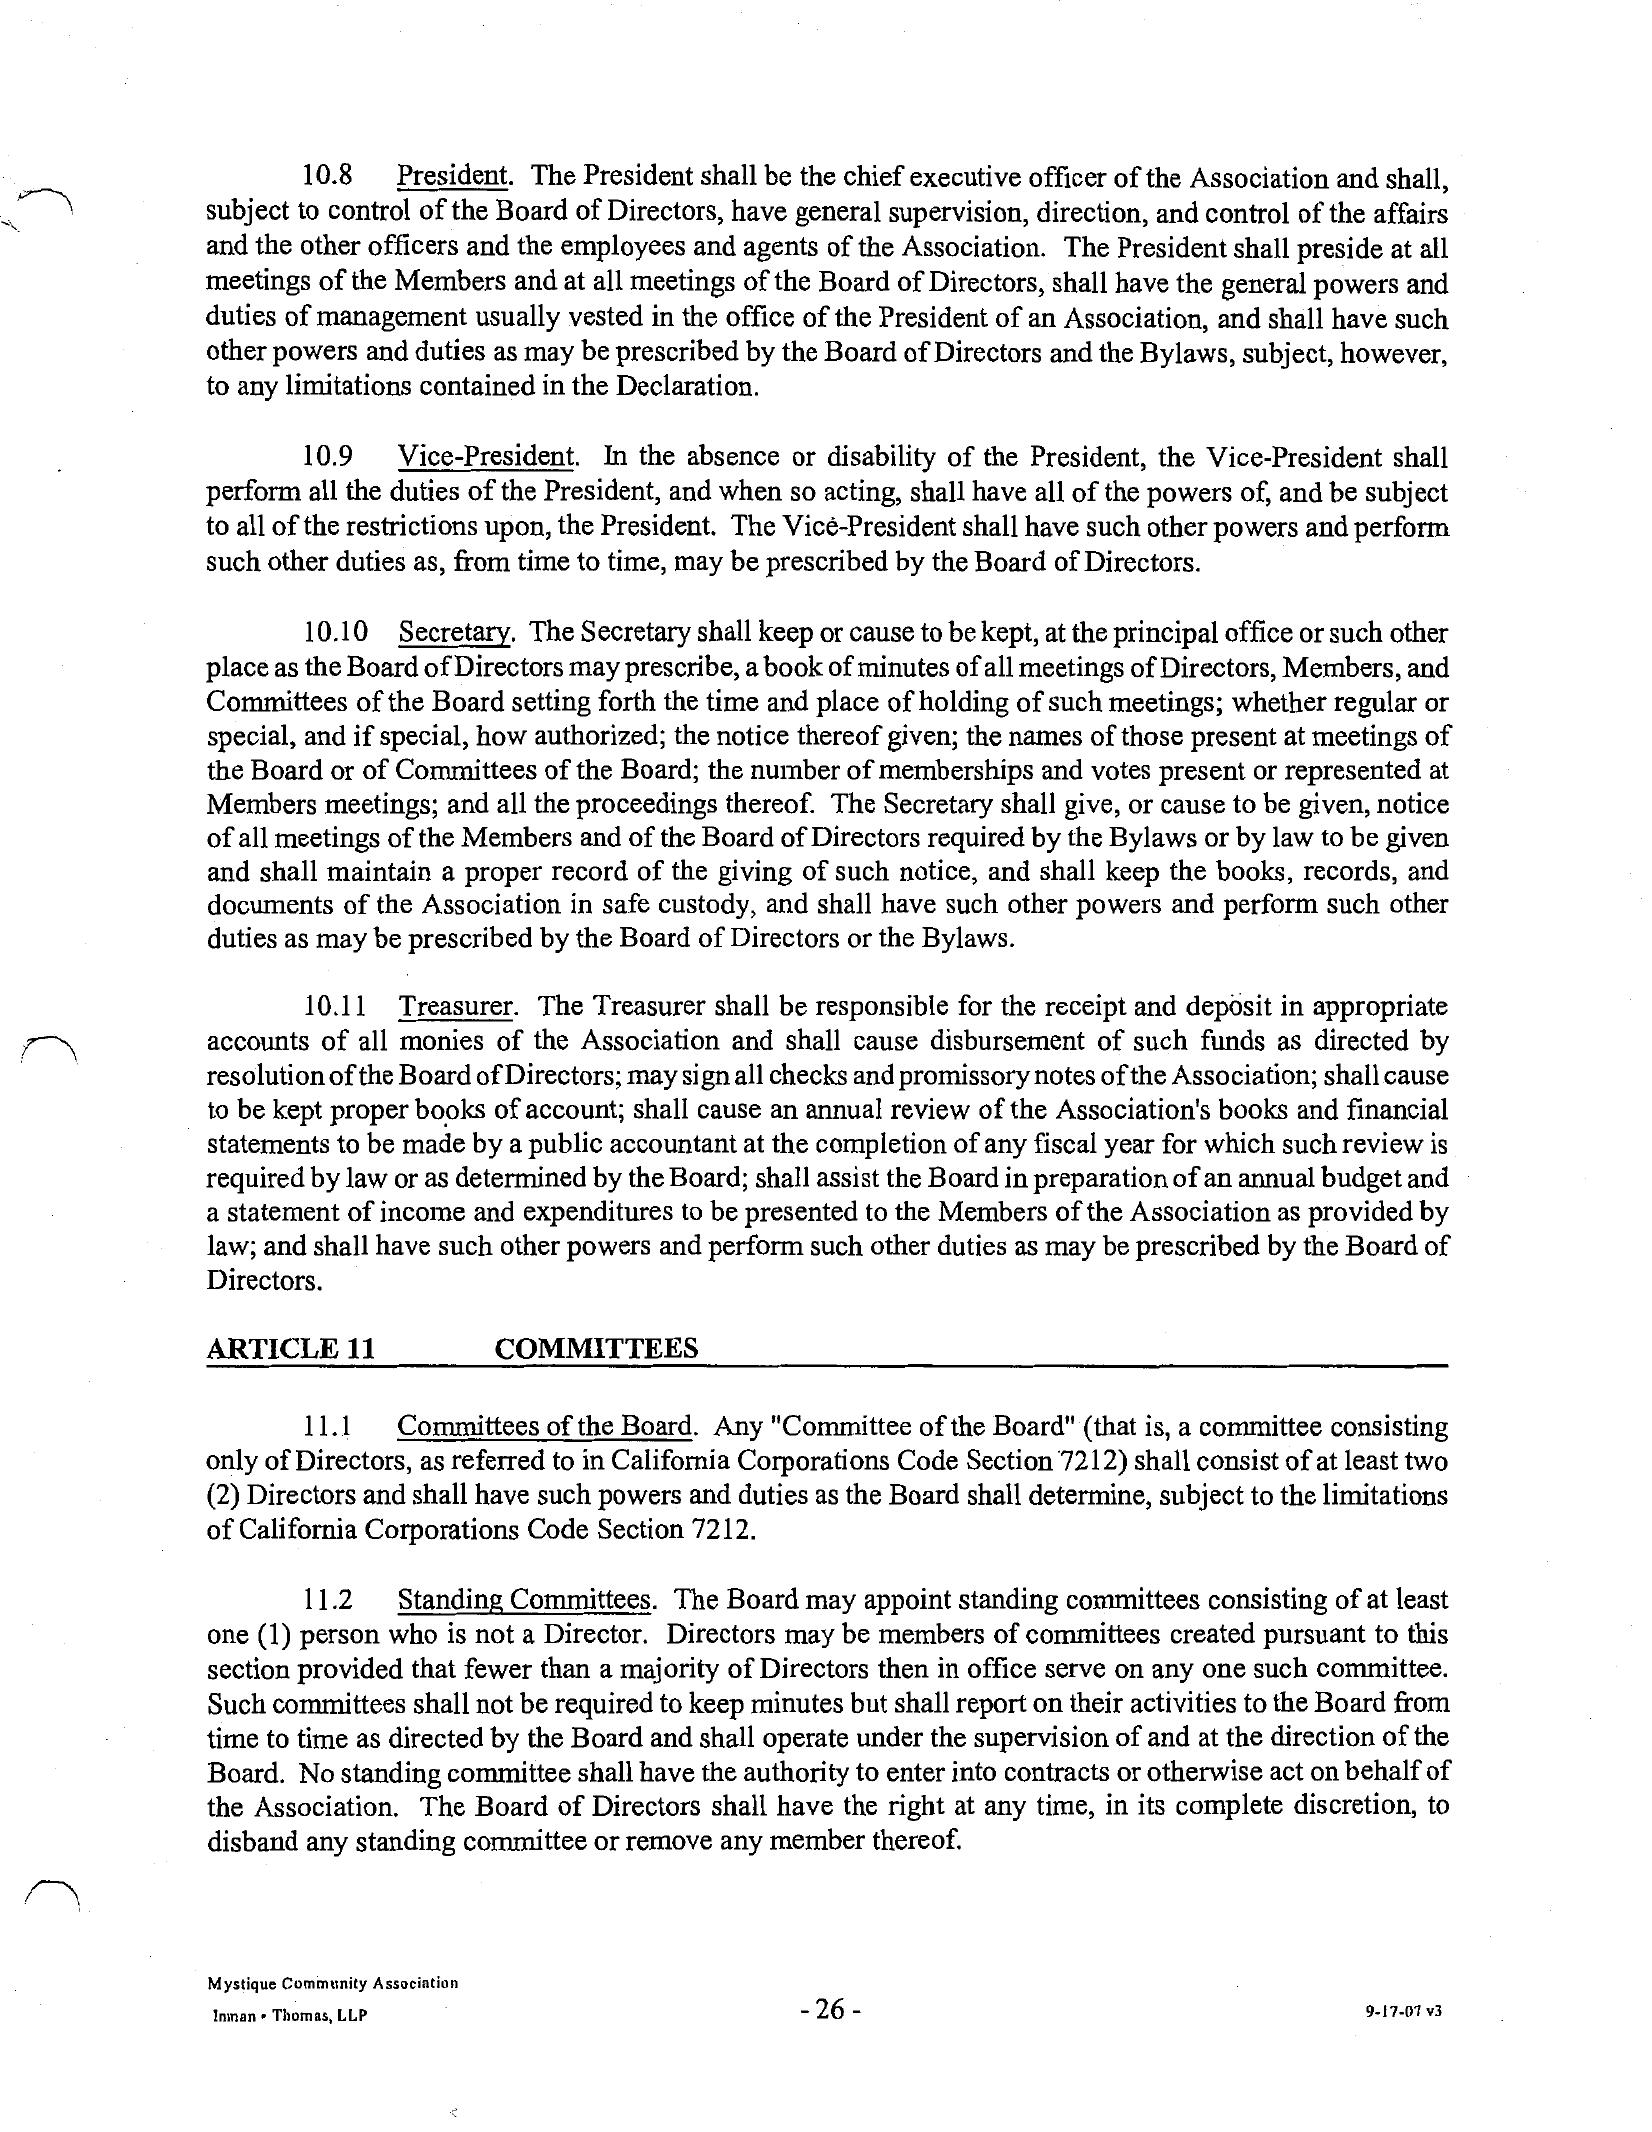 10.8 President. The President shall be the chief executive officer of the Association and shall,
subject to control of the Board of Directors, have general supervision, direction, and control of the affairs
and the other officers and the employees and agents of the Association. The President shall preside at all
meetings of the Members and at all meetings of the Board of Directors, shall have the general powers and
duties of management usually vested in the office of the President of an Association, and shall have such
other powers and duties as may be prescribed by the Board of Directors and the Bylaws, subject, however,
to any limitations contained in the Declaration.
10.9 Vice-President. In the absence or disability of the President, the Vice-President shall
perform all the duties of the President, and when so acting, shall have all of the powers of, and be subject
to all of the restrictions upon, the President. The Vice-President shall have such other powers and perform
such other duties as, from time to time, may be prescribed by the Board of Directors.
10.10 Secretary. The Secretary shall keep or cause to be kept, at the principal office or such other
place as the Board of Directors may prescribe, a book of minutes of all meetings of Directors, Members, and
Committees of the Board setting forth the time and place of holding of such meetings; whether regular or
special, and if special, how authorized; the notice thereof given; the names of those present at meetings of
the Board or of Committees of the Board; the number of memberships and votes present or represented at
Members meetings; and all the proceedings thereof. The Secretary shall give, or cause to be given, notice
of all meetings of the Members and of the Board of Directors required by the Bylaws or by law to be given
and shall maintain a proper record of the giving of such notice, and shall keep the books, records, and
documents of the Association in safe custody, and shall have such other powers and perform such other
duties as may be prescribed by the Board of Directors or the Bylaws.
10.11 Treasurer. The Treasurer shall be responsible for the receipt and deposit in appropriate
accounts of all monies of the Association and shall cause disbursement of such funds as directed by
resolution of the Board of Directors; may sign all checks and promissory notes of the Association; shall cause
to be kept proper books of account; shall cause an annual review of the Association's books and financial
statements to be made by a public accountant at the completion of any fiscal year for which such review is
required by law or as determined by the Board; shall assist the Board in preparation of an annual budget and
a statement of income and expenditures to be presented to the Members of the Association as provided by
law; and shall have such other powers and perform such other duties as may be prescribed by the Board of
Directors.
ARTICLE 11 COMMITTEES
11.1 Committees of the Board. Any "Committee of the Board" (that is, a committee consisting
only of Directors, as referred to in California Corporations Code Section 7212) shall consist of at least two
(2) Directors and shall have such powers and duties as the Board shall determine, subject to the limitations
of California Corporations Code Section 7212.
11.2 Standing Committees. The Board may appoint standing committees consisting of at least
one (1) person who is not a Director. Directors may be members of committees created pursuant to this
section provided that fewer than a majority of Directors then in office serve on any one such committee.
Such committees shall not be required to keep minutes but shall report on their activities to the Board from
time to time as directed by the Board and shall operate under the supervision of and at the direction of the
Board. No standing committee shall have the authority to enter into contracts or otherwise act on behalf of
the Association. The Board of Directors shall have the right at any time, in its complete discretion, to
disband any standing committee or remove any member thereof.
Mystique Community Association
Inman • Thomas, LLP
- 26 -
9-17-07 v3